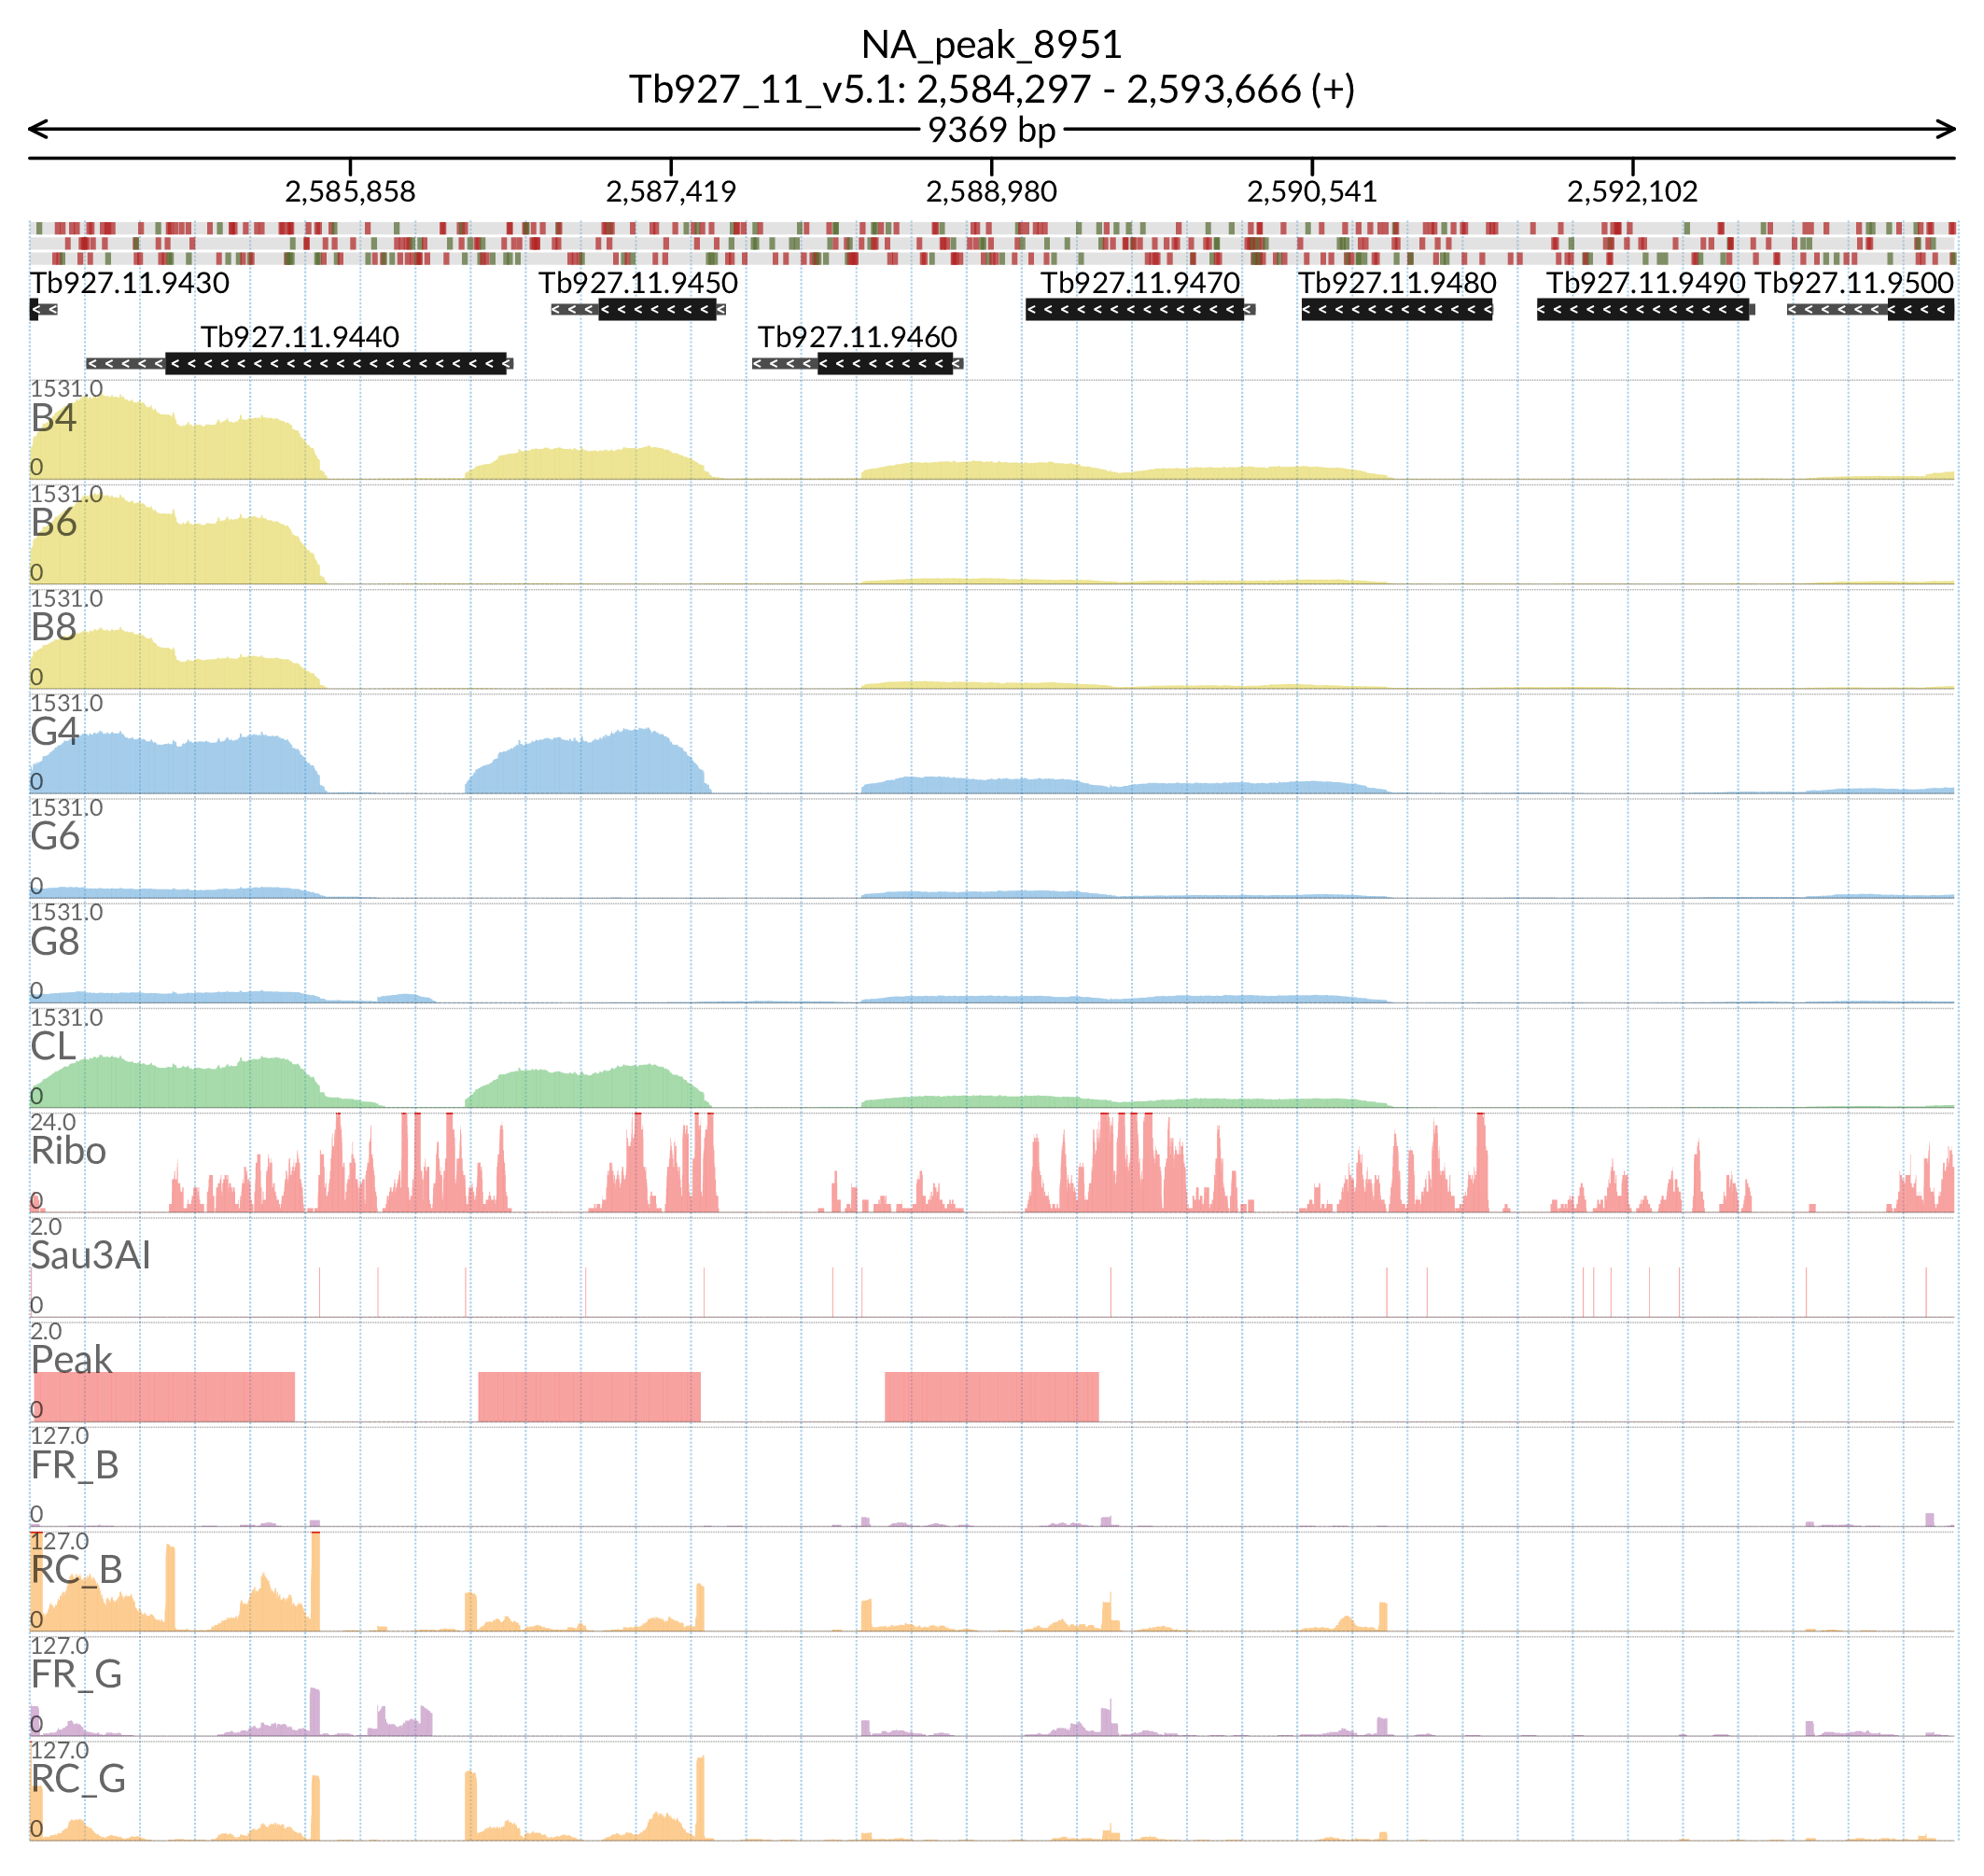 NA_peak_8951
Tb927_11_v5.1: 2,584,297 - 2,593,666 (+)
9369 bp
2,585,858 2,587,419 2,588,980 2,590,541 2,592,102
Tb927.11.9430 Tb927.11.9450 Tb927.11.9470 Tb927.11.9480 Tb927.11.9490 Tb927.11.9500
Tb927.11.9440 Tb927.11.9460
1531.0
B4
0
1531.0
B6
0
1531.0
B8
0
1531.0
G4
0
1531.0
G6
0
1531.0
G8
0
1531.0
CL
0
24.0
Ribo
0
2.0
Sau3AI
0
2.0
Peak
0
127.0
FR_B
0
127.0
RC_B
0
127.0
FR_G
0
127.0
RC_G
0